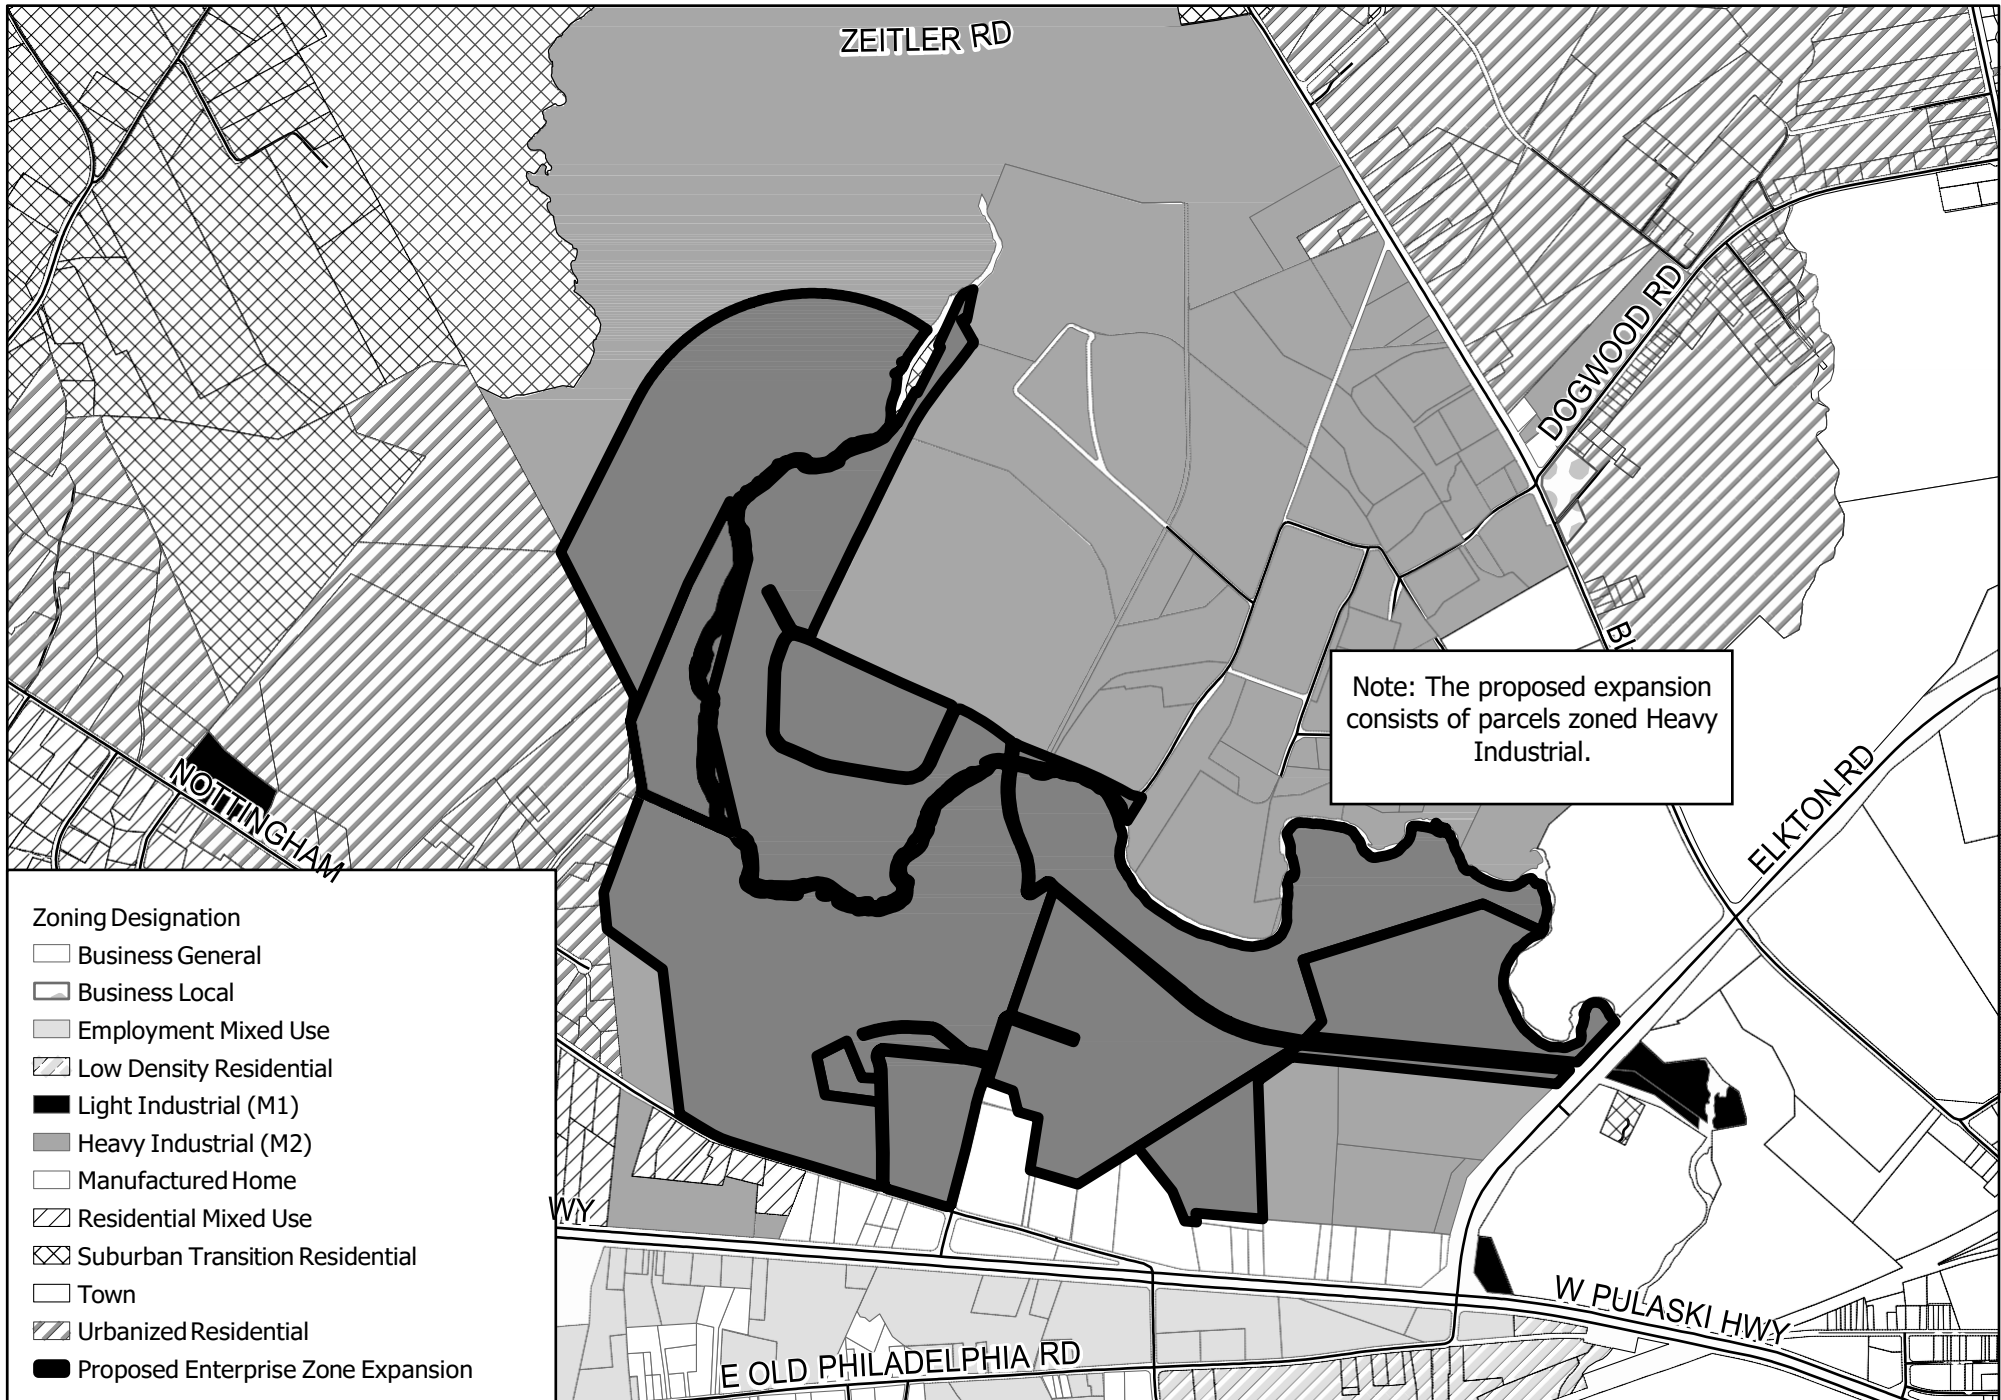 ZEITLER RD
DOGWOOD RD
BI
Note: The proposed expansion
consists of parcels zoned Heavy
Industrial.
ELKTON RD
NOTTINGHAM
Zoning Designation
Business General
Business Local
Employment Mixed Use
Low Density Residential
Light Industrial (M1)
Heavy Industrial (M2)
Manufactured Home
Residential Mixed Use
Suburban Transition Residential
Town
Urbanized Residential
Proposed Enterprise Zone Expansion
WY
W PULASKI HWY
E OLD PHILADELPHIA RD